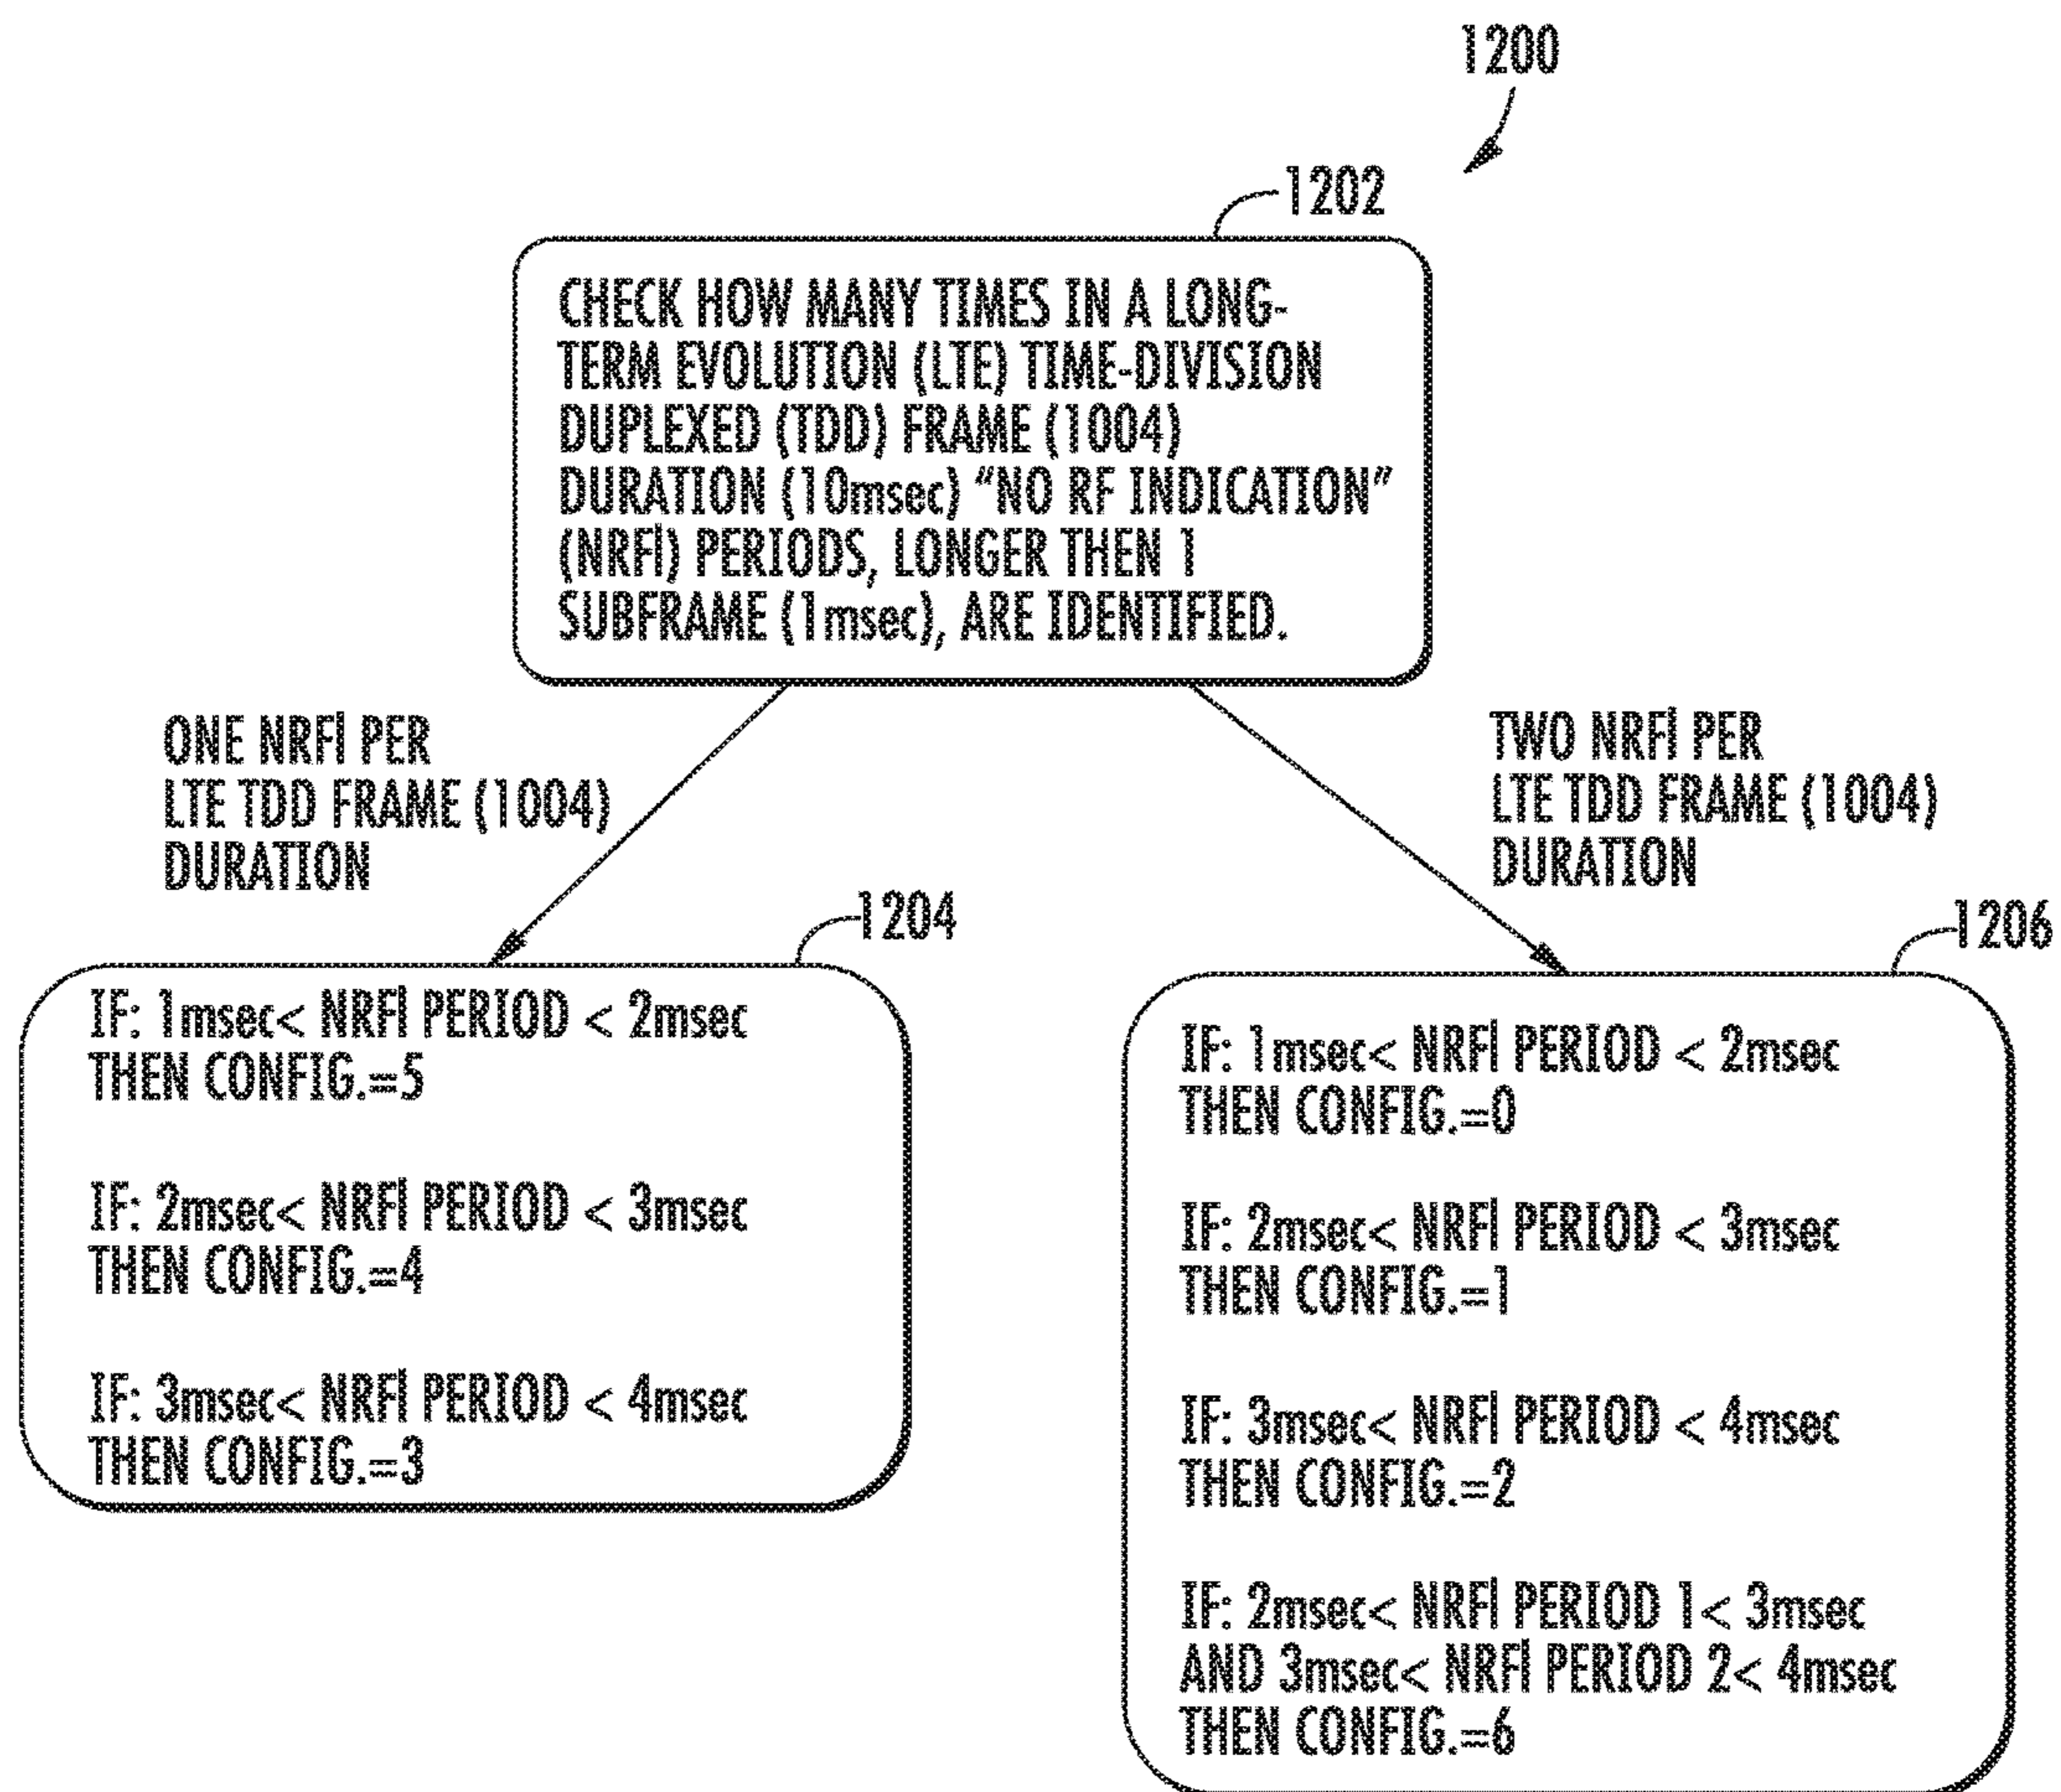 1200
1202
CHECK HOW MANY TIMES IN A LONG-
TERM EVOLUTION (LTE) TIME-DIVISION
DUPLEXED (TDD) FRAME (1004)
DURATION (10msec) “NO RF INDICATION”
(NRFI) PERIODS, LONGER THEN 1
SUBFRAME (1msec), ARE IDENTIFIED.
ONE NRFI PER
LTE TDD FRAME (1004)
DURATION
TWO NRFI PER
LTE TDD FRAME (1004)
DURATION
1204
IF: 1msec< NRFI PERIOD < 2msec
THEN CONFIG.=5
IF: 2msec< NRFI PERIOD < 3msec
THEN CONFIG.=4
IF: 3msec< NRFI PERIOD < 4msec
THEN CONFIG.=3
1206
IF: 1msec< NRFI PERIOD < 2msec
THEN CONFIG.=0
IF: 2msec< NRFI PERIOD < 3msec
THEN CONFIG.=1
IF: 3msec< NRFI PERIOD < 4msec
THEN CONFIG.=2
IF: 2msec< NRFI PERIOD 1< 3msec
AND 3msec< NRFI PERIOD 2< 4msec
THEN CONFIG.=6